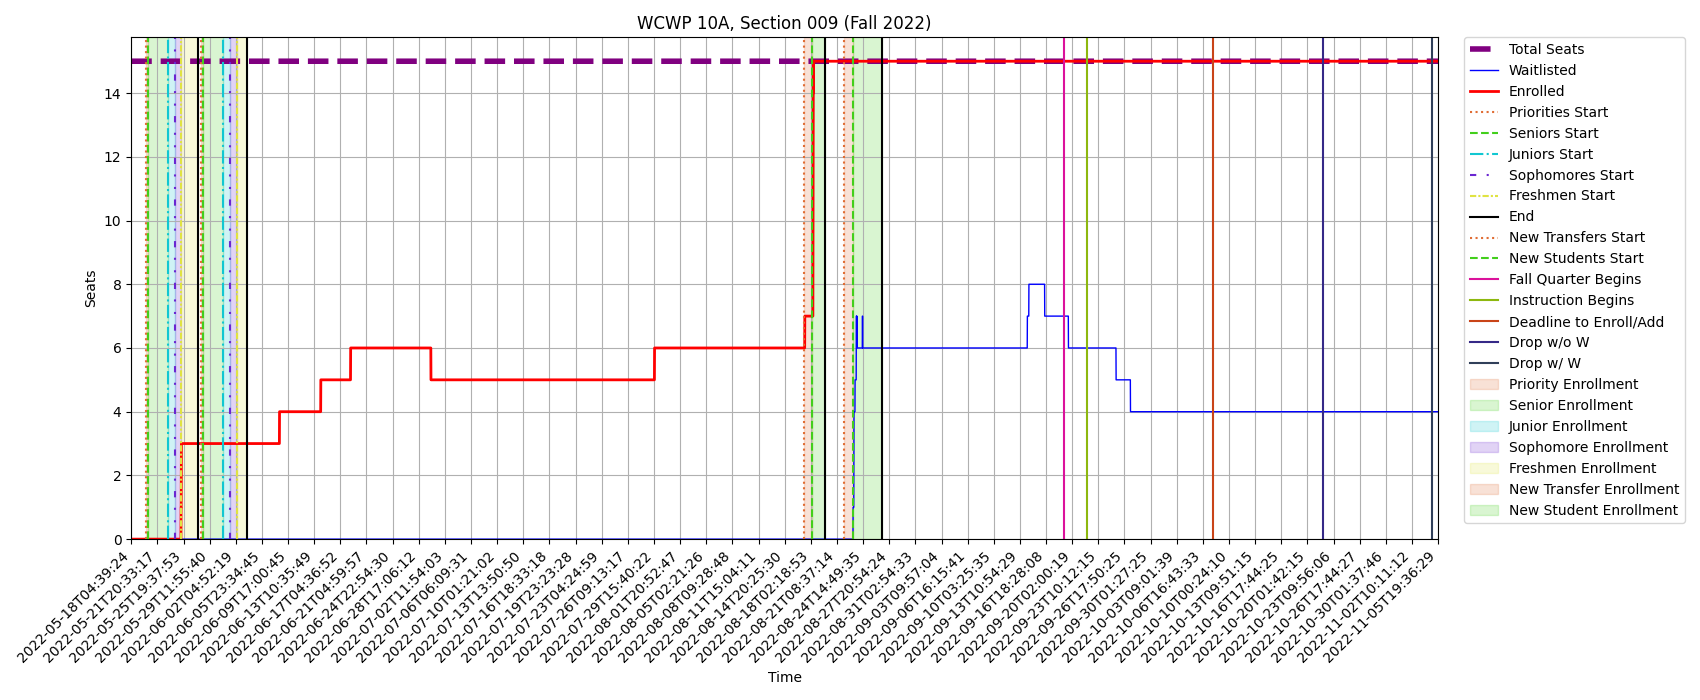 WCWP 10A, Section 009 (Fall 2022)
Seats
14
12
10
8
6
4
2
0
2022-05-18T04:39:24
2022-05-21T20:33:17
2022-05-25T19:37:53
2022-05-29T11:55:40
2022-06-02T04:52:19
2022-06-05T23:34:45
2022-06-09T17:00:45
2022-06-13T10:35:49
2022-06-17T04:36:52
2022-06-21T04:59:57
2022-06-24T22:54:30
2022-06-28T17:06:12
2022-07-02T11:54:03
2022-07-06T06:09:31
2022-07-10T01:21:02
2022-07-13T13:50:50
2022-07-16T18:33:18
2022-07-19T23:23:28
2022-07-23T04:24:59
2022-07-26T09:13:17
2022-07-29T15:40:22
2022-08-01T20:52:47
2022-08-05T02:21:26
2022-08-08T09:28:48
2022-08-11T15:04:11
2022-08-14T20:25:30
2022-08-18T02:18:53
2022-08-21T08:37:14
2022-08-24T14:49:35
2022-08-27T20:54:24
2022-08-31T02:54:33
2022-09-03T09:57:04
2022-09-06T16:15:41
2022-09-10T03:25:35
2022-09-13T10:54:29
2022-09-16T18:28:08
2022-09-20T02:00:19
2022-09-23T10:12:15
2022-09-26T17:50:25
2022-09-30T01:27:25
2022-10-03T09:01:39
2022-10-06T16:43:33
2022-10-10T00:24:10
2022-10-13T09:51:15
2022-10-16T17:44:25
2022-10-20T01:42:15
2022-10-23T09:56:06
2022-10-26T17:44:27
2022-10-30T01:37:46
2022-11-02T10:11:12
2022-11-05T19:36:29
Time
Total Seats
Waitlisted
Enrolled
Priorities Start
Seniors Start
Juniors Start
Sophomores Start
Freshmen Start
End
New Transfers Start
New Students Start
Fall Quarter Begins
Instruction Begins
Deadline to Enroll/Add
Drop w/o W
Drop w/ W
Priority Enrollment
Senior Enrollment
Junior Enrollment
Sophomore Enrollment
Freshmen Enrollment
New Transfer Enrollment
New Student Enrollment